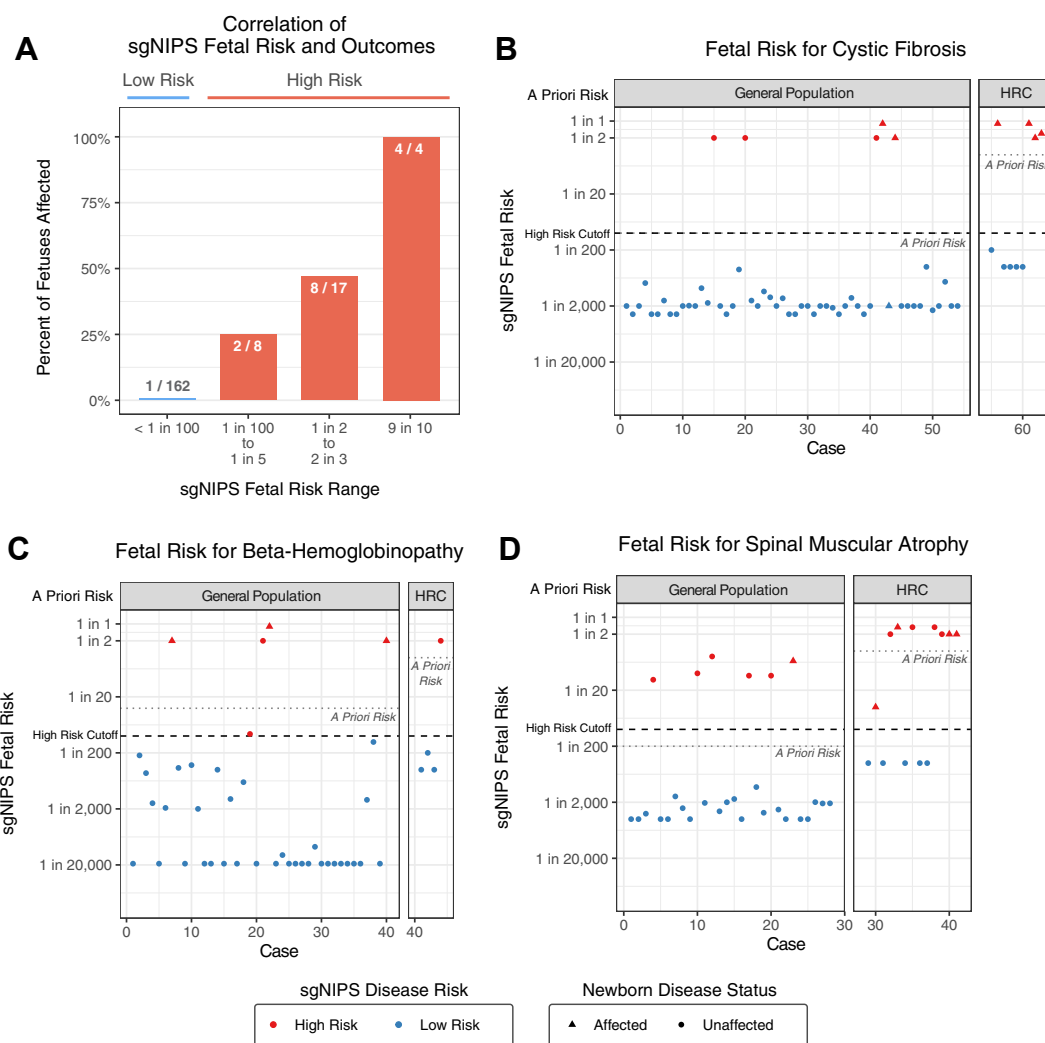 A
Correlation of
sgNIPS Fetal Risk and Outcomes
Low Risk
High Risk
Percent of Fetuses Affected
100%
75%
50%
25%
0%
1 / 162
2 / 8
8 / 17
4 / 4
< 1 in 100
1 in 100
to
1 in 5
1 in 2
to
2 in 3
9 in 10
sgNIPS Fetal Risk Range
B
Fetal Risk for Cystic Fibrosis
A Priori Risk
General Population
HRC
sgNIPS Fetal Risk
1 in 1
1 in 2
1 in 20
High Risk Cutoff
1 in 200
1 in 2,000
1 in 20,000
A Priori Risk
A Priori Risk
0
10
20
30
40
50
60
Case
C
Fetal Risk for Beta-Hemoglobinopathy
A Priori Risk
General Population
HRC
sgNIPS Fetal Risk
1 in 1
1 in 2
1 in 20
High Risk Cutoff
1 in 200
1 in 2,000
1 in 20,000
A Priori Risk
A Priori
Risk
0
10
20
30
40
40
Case
D
Fetal Risk for Spinal Muscular Atrophy
A Priori Risk
General Population
HRC
sgNIPS Fetal Risk
1 in 1
1 in 2
1 in 20
High Risk Cutoff
1 in 200
1 in 2,000
1 in 20,000
A Priori Risk
A Priori Risk
0
10
20
30
30
40
Case
sgNIPS Disease Risk
High Risk
Low Risk
Newborn Disease Status
Affected
Unaffected